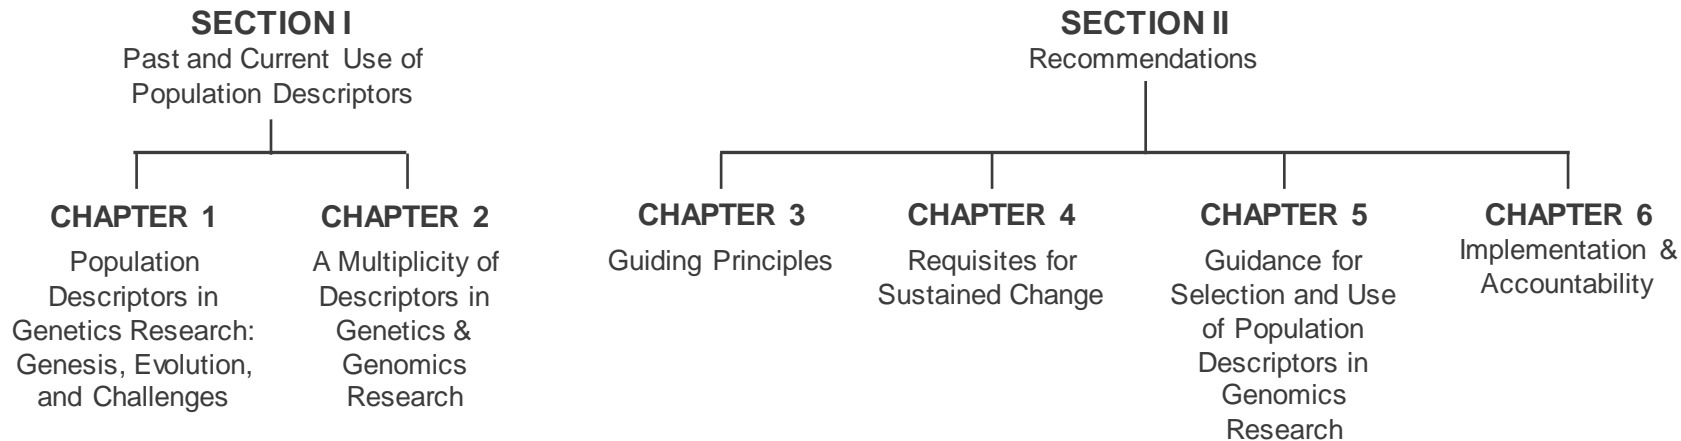 SECTION I
Past and Current Use of
Population Descriptors
SECTION II
Recommendations
CHAPTER 1
Population
Descriptors in
Genetics Research:
Genesis, Evolution,
and Challenges
CHAPTER 2
A Multiplicity of
Descriptors in
Genetics &
Genomics
Research
CHAPTER 3
Guiding Principles
CHAPTER 4
Requisites for
Sustained Change
CHAPTER 5
Guidance for
Selection and Use
of Population
Descriptors in
Genomics
Research
CHAPTER 6
Implementation &
Accountability